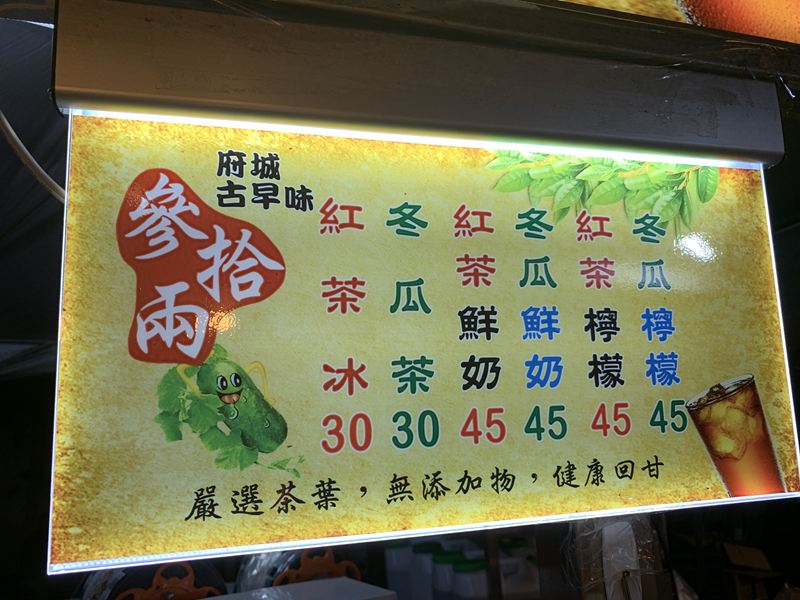 府城
古早味
參拾兩
紅茶冰 30
冬瓜茶 30
紅茶鮮奶 45
冬瓜鮮奶 45
紅茶檸檬 45
冬瓜檸檬 45
嚴選茶葉，無添加物，健康回甘